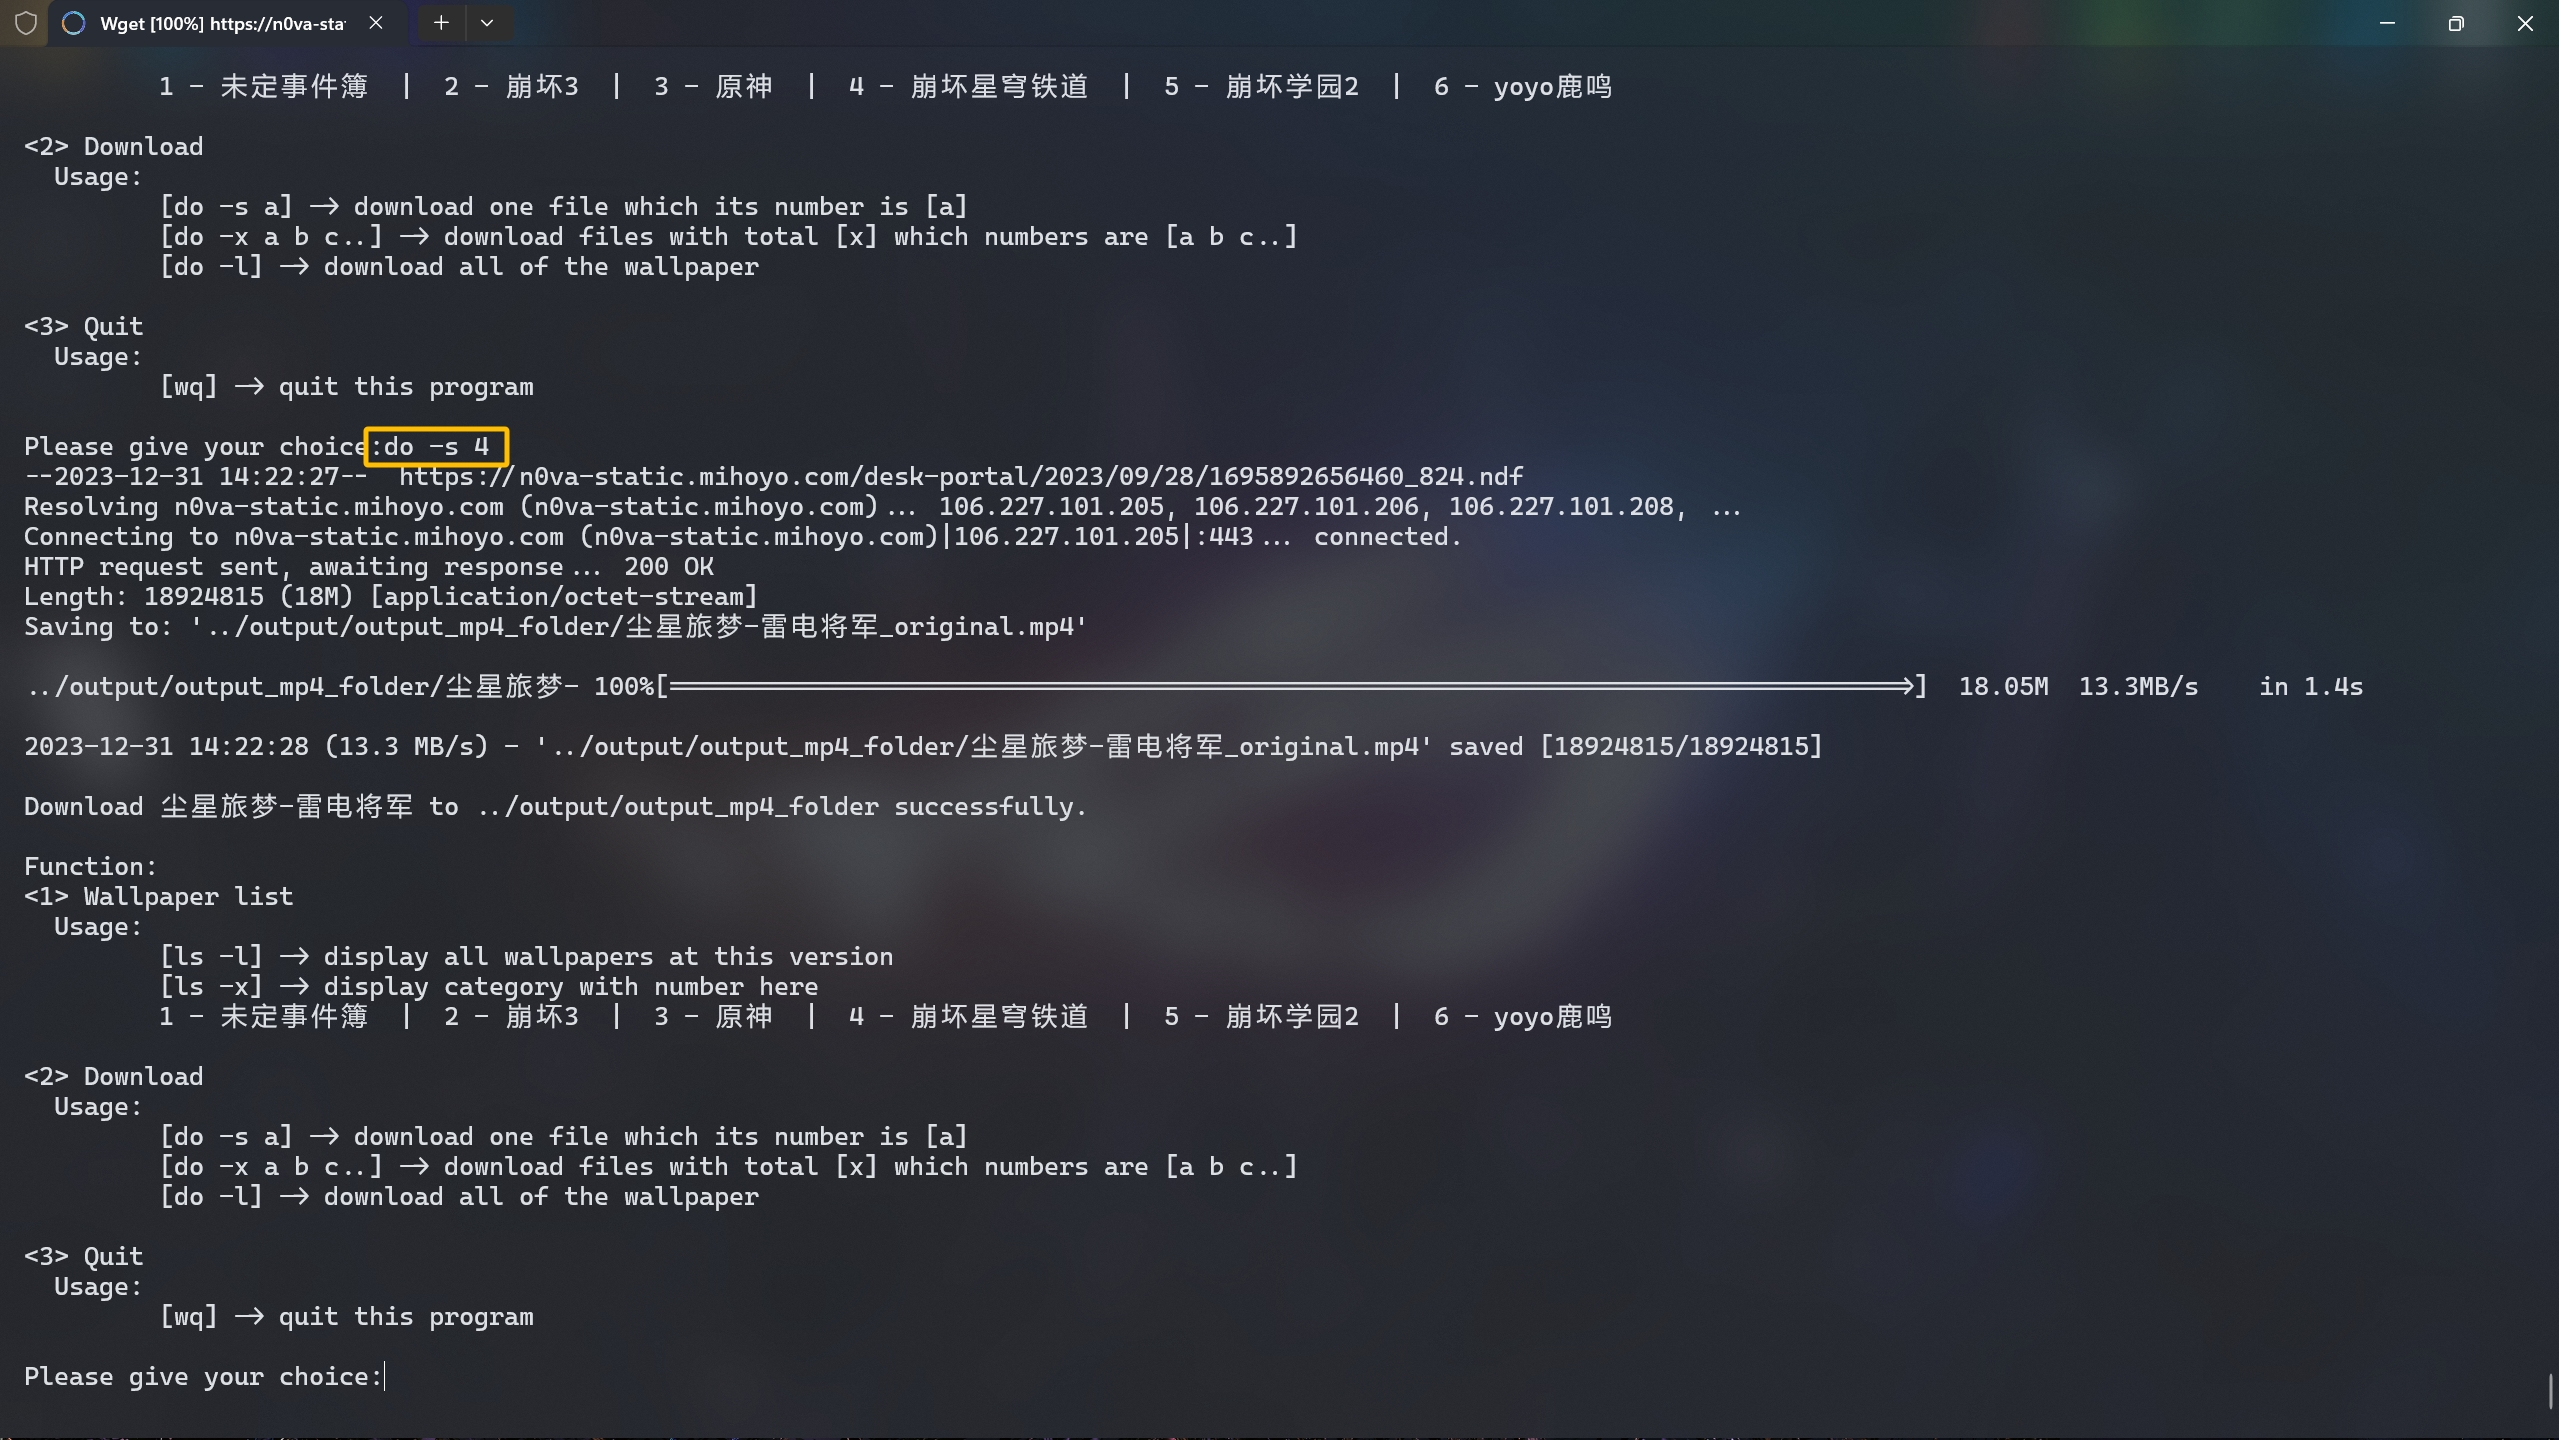 Wget [100%] https://n0va-sta
1 - 未定事件簿 | 2 - 崩坏3 | 3 - 原神 | 4 - 崩坏星穹铁道 | 5 - 崩坏学园2 | 6 - yoyo鹿鸣
<2> Download
Usage:
[do -s a] --> download one file which its number is [a]
[do -x a b c..] --> download files with total [x] which numbers are [a b c..]
[do -l] --> download all of the wallpaper
<3> Quit
Usage:
[wq] --> quit this program
Please give your choice:do -s 4
--2023-12-31 14:22:27-- https://n0va-static.mihoyo.com/desk-portal/2023/09/28/1695892656460_824.ndf
Resolving n0va-static.mihoyo.com (n0va-static.mihoyo.com)... 106.227.101.205, 106.227.101.206, 106.227.101.208, ...
Connecting to n0va-static.mihoyo.com (n0va-static.mihoyo.com)|106.227.101.205|:443... connected.
HTTP request sent, awaiting response... 200 OK
Length: 18924815 (18M) [application/octet-stream]
Saving to: '../output/output_mp4_folder/尘星旅梦-雷电将军_original.mp4'
../output/output_mp4_folder/尘星旅梦- 100%[==================================================>] 18.05M 13.3MB/s in 1.4s
2023-12-31 14:22:28 (13.3 MB/s) - '../output/output_mp4_folder/尘星旅梦-雷电将军_original.mp4' saved [18924815/18924815]
Download 尘星旅梦-雷电将军 to ../output/output_mp4_folder successfully.
Function:
<1> Wallpaper list
Usage:
[ls -l] --> display all wallpapers at this version
[ls -x] --> display category with number here
1 - 未定事件簿 | 2 - 崩坏3 | 3 - 原神 | 4 - 崩坏星穹铁道 | 5 - 崩坏学园2 | 6 - yoyo鹿鸣
<2> Download
Usage:
[do -s a] --> download one file which its number is [a]
[do -x a b c..] --> download files with total [x] which numbers are [a b c..]
[do -l] --> download all of the wallpaper
<3> Quit
Usage:
[wq] --> quit this program
Please give your choice: